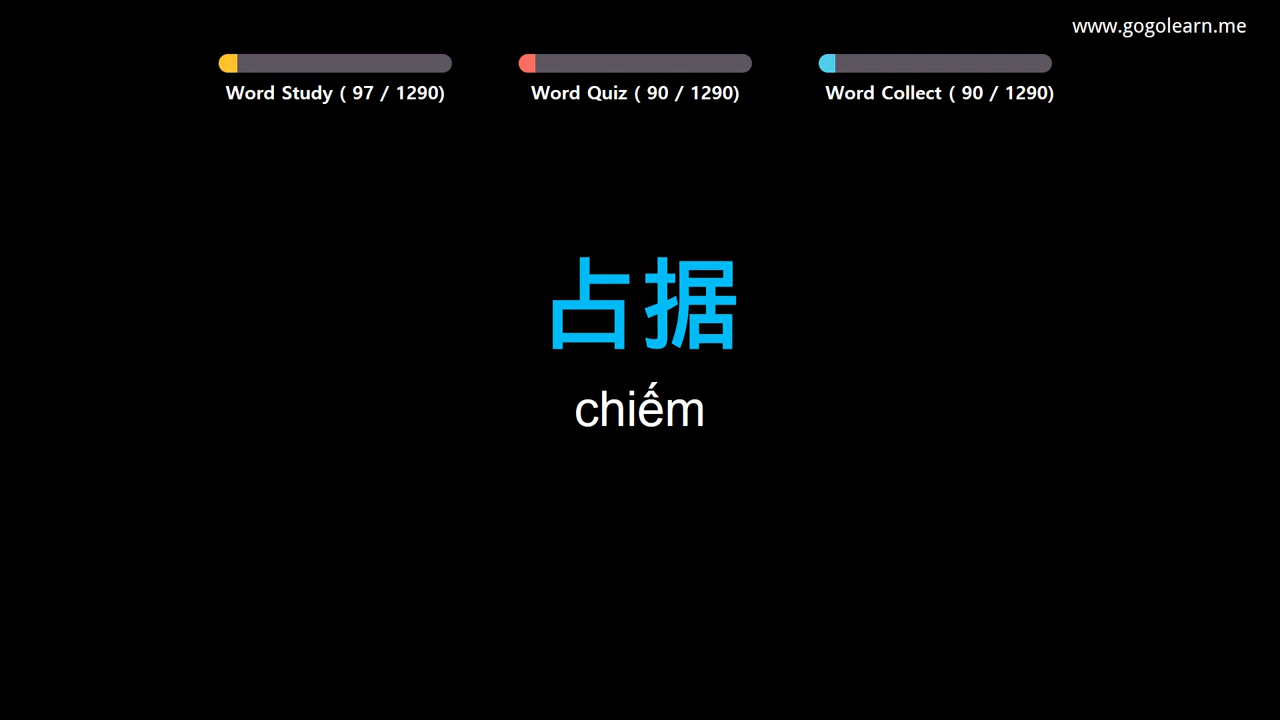 www.gogolearn.me
Word Study ( 97 / 1290)
Word Quiz ( 90 / 1290)
Word Collect ( 90 / 1290)
占据
chiếm